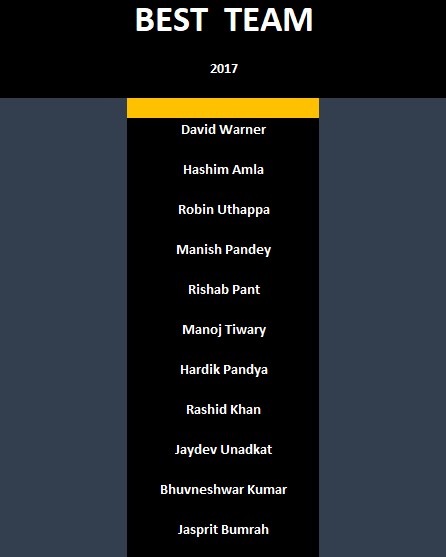 BEST TEAM
2017
David Warner
Hashim Amla
Robin Uthappa
Manish Pandey
Rishab Pant
Manoj Tiwary
Hardik Pandya
Rashid Khan
Jaydev Unadkat
Bhuvneshwar Kumar
Jasprit Bumrah